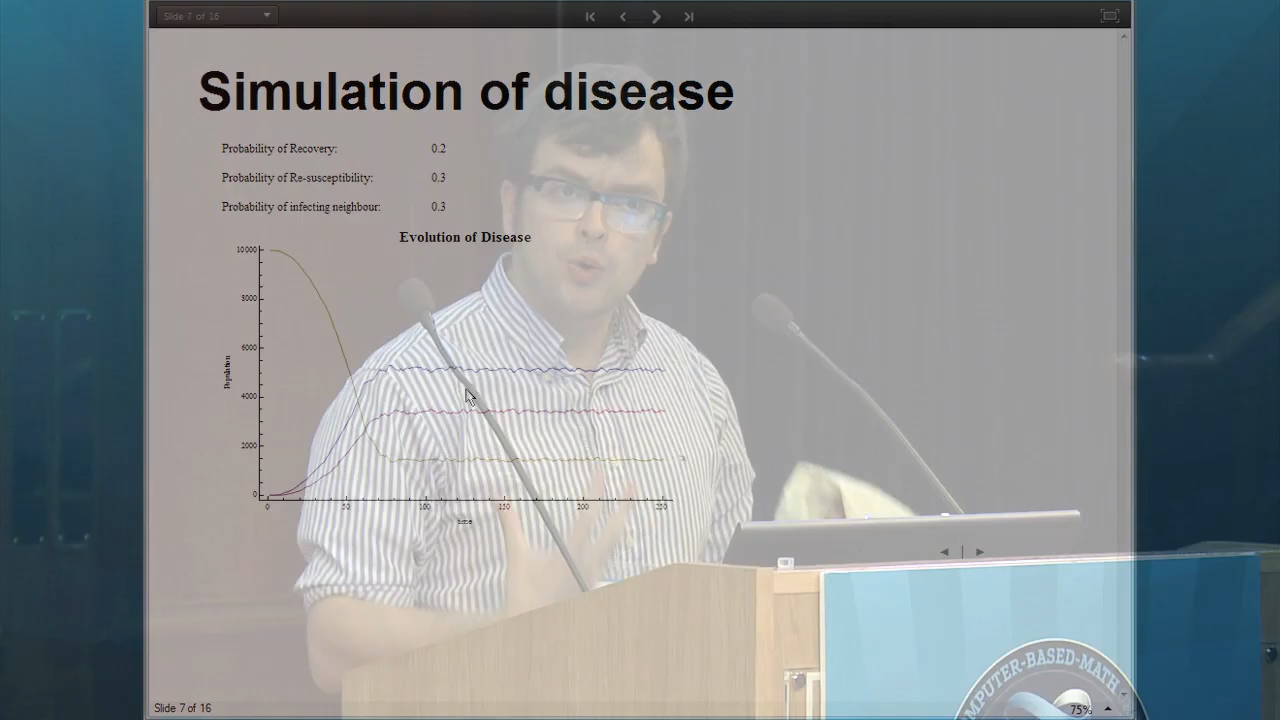 Slide 7 of 16
Simulation of disease
Probability of Recovery: 0.2
Probability of Re-susceptibility: 0.3
Probability of infecting neighbour: 0.3
Evolution of Disease
10000
8000
6000
4000
2000
0
Population
0 50 100 150 200 250
time
COMPUTER-BASED-MATH
Slide 7 of 16
75%